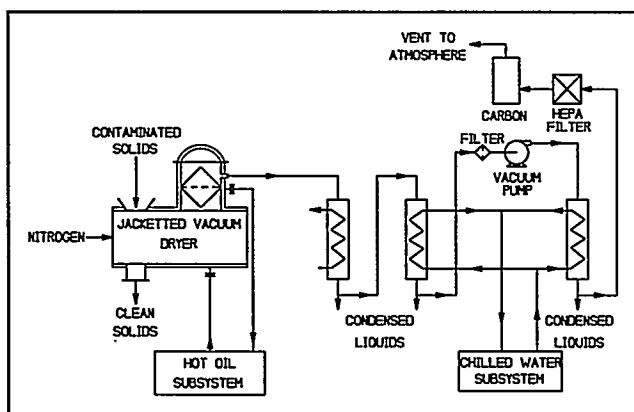 VENT TO
ATMOSPHERE
CARBON
HEPA
FILTER
CONTAMINATED
SOLIDS
FILTER
VACUUM
PUMP
NITROGEN
JACKETTED VACUUM
DRYER
CLEAN
SOLIDS
CONDENSED
LIQUIDS
CONDENSED
LIQUIDS
HOT OIL
SUBSYSTEM
CHILLED WATER
SUBSYSTEM